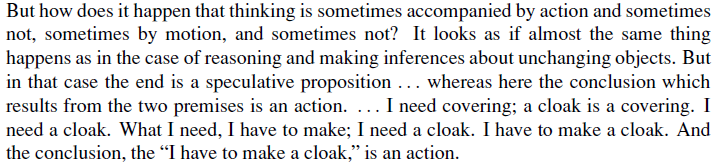 But how does it happen that thinking is sometimes accompanied by action and sometimes
not, sometimes by motion, and sometimes not? It looks as if almost the same thing
happens as in the case of reasoning and making inferences about unchanging objects. But
in that case the end is a speculative proposition ... whereas here the conclusion which
results from the two premises is an action. ... I need covering; a cloak is a covering. I
need a cloak. What I need, I have to make; I need a cloak. I have to make a cloak. And
the conclusion, the “I have to make a cloak,” is an action.